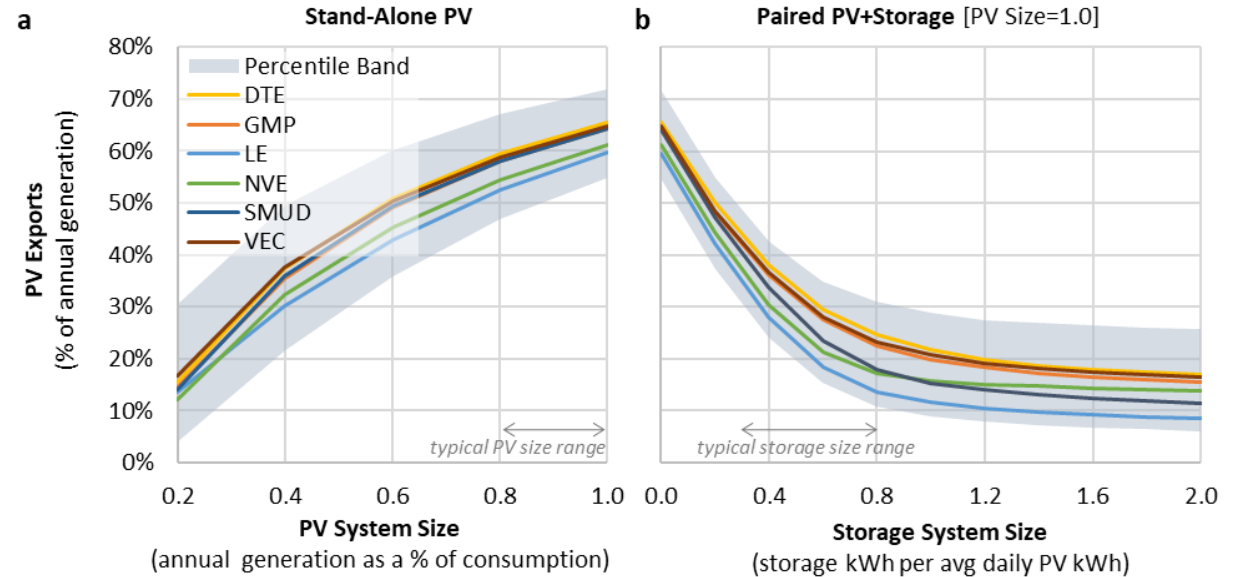 a
Stand-Alone PV
b
Paired PV+Storage [PV Size=1.0]
PV Exports
(% of annual generation)
80%
70%
60%
50%
40%
30%
20%
10%
0%
Percentile Band
DTE
GMP
LE
NVE
SMUD
VEC
typical PV size range
0.2 0.4 0.6 0.8 1.0
PV System Size
(annual generation as a % of consumption)
typical storage size range
0.0 0.4 0.8 1.2 1.6 2.0
Storage System Size
(storage kWh per avg daily PV kWh)